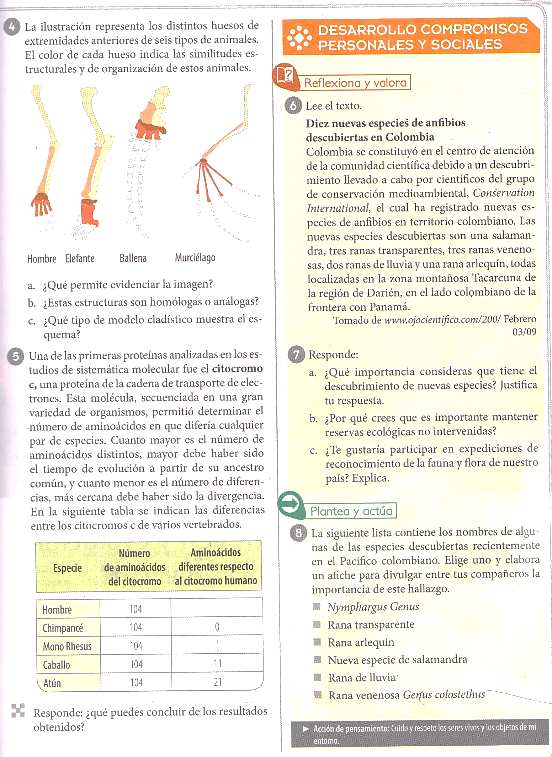 4 La ilustración representa los distintos huesos de
extremidades anteriores de seis tipos de animales.
El color de cada hueso indica las similitudes es-
tructurales y de organización de estos animales.
Hombre Elefante Ballena Murciélago
a. ¿Qué permite evidenciar la imagen?
b. ¿Estas estructuras son homólogas o análogas?
c. ¿Qué tipo de modelo cladístico muestra el es-
quema?
5 Una de las primeras proteínas analizadas en los es-
tudios de sistemática molecular fue el citocromo
c, una proteína de la cadena de transporte de elec-
trones. Esta molécula, secuenciada en una gran
variedad de organismos, permitió determinar el
número de aminoácidos en que difería cualquier
par de especies. Cuanto mayor es el número de
aminoácidos distintos, mayor debe haber sido
el tiempo de evolución a partir de su ancestro
común, y cuanto menor es el número de diferen-
cias, más cercana debe haber sido la divergencia.
En la siguiente tabla se indican las diferencias
entre los citocromos c de varios vertebrados.
Especie Número de aminoácidos del citocromo Aminoácidos diferentes respecto al citocromo humano
Hombre 104
Chimpancé 104 0
Mono Rhesus 104
Caballo 104 11
Atún 104 21
Responde: ¿qué puedes concluir de los resultados
obtenidos?
DESARROLLO COMPROMISOS
PERSONALES Y SOCIALES
Reflexiona y valora
6 Lee el texto.
Diez nuevas especies de anfibios
descubiertas en Colombia
Colombia se constituyó en el centro de atención
de la comunidad científica debido a un descubri-
miento llevado a cabo por científicos del grupo
de conservación medioambiental, Conservation
International, el cual ha registrado nuevas es-
pecies de anfibios en territorio colombiano. Las
nuevas especies descubiertas son una salaman-
dra, tres ranas transparentes, tres ranas veneno-
sas, dos ranas de lluvia y una rana arlequín, todas
localizadas en la zona montañosa Tacarcuna de
la región de Darién, en el lado colombiano de la
frontera con Panamá.
Tomado de www.ojocientifico.com/200/ Febrero
03/09
7 Responde:
a. ¿Qué importancia consideras que tiene el
descubrimiento de nuevas especies? Justifica
tu respuesta.
b. ¿Por qué crees que es importante mantener
reservas ecológicas no intervenidas?
c. ¿Te gustaría participar en expediciones de
reconocimiento de la fauna y flora de nuestro
país? Explica.
Plantea y actúa
8 La siguiente lista contiene los nombres de algu-
nas de las especies descubiertas recientemente
en el Pacífico colombiano. Elige uno y elabora
un afiche para divulgar entre tus compañeros la
importancia de este hallazgo.
Nymphargus Genus
Rana transparente
Rana arlequín
Nueva especie de salamandra
Rana de lluvia
Rana venenosa Genus colostethus
Acción de pensamiento: Cuido y respeto los seres vivos y los objetos de mi
entorno.